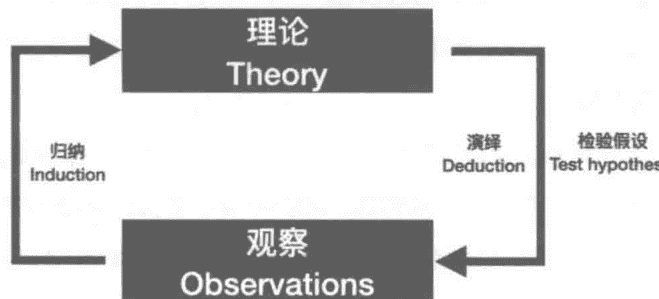 理论
Theory
归纳
Induction
演绎
Deduction
检验假设
Test hypothes
观察
Observations